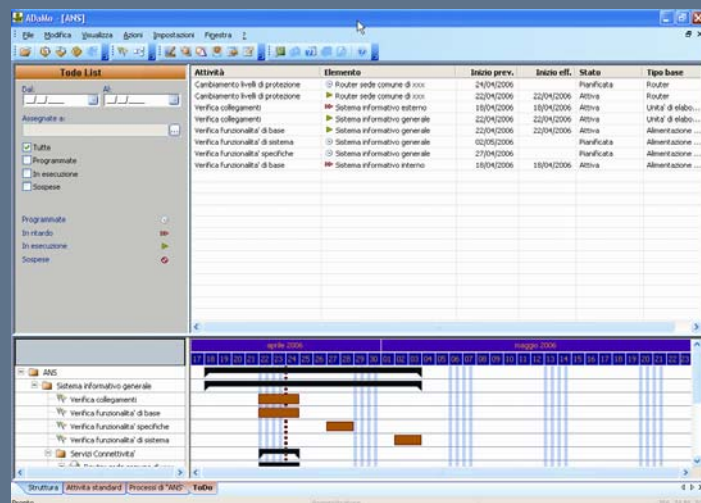 ADoMo - [ANS]
File Modifica Visualizza Azioni Impostazioni Finestra ?
Todo List
Dal: Al:
Assegnate a:
Tutte
Programmate
In esecuzione
Sospese
Programmate
In ritardo
In esecuzione
Sospese
Attività Elemento Inizio prev. Inizio eff. Stato Tipo base
Cambiamento livelli di protezione Router sede comune di xxx 24/04/2006 Pianificata Router
Cambiamento livelli di protezione Router sede comune di xxx 22/04/2006 22/04/2006 Attiva Router
Verifica collegamenti Sistema informativo esterno 18/04/2006 18/04/2006 Attiva Unita' di elabo...
Verifica collegamenti Sistema informativo generale 22/04/2006 22/04/2006 Attiva Unita' di elabo...
Verifica funzionalita' di base Sistema informativo generale 22/04/2006 22/04/2006 Attiva Alimentazione ...
Verifica funzionalita' di sistema Sistema informativo generale 02/05/2006 Pianificata Alimentazione ...
Verifica funzionalita' specifiche Sistema informativo generale 27/04/2006 Pianificata Alimentazione ...
Verifica funzionalita' di base Sistema informativo interno 18/04/2006 18/04/2006 Attiva Alimentazione ...
aprile 2006 maggio 2006
17 18 19 20 21 22 23 24 25 26 27 28 29 30 01 02 03 04 05 06 07 08 09 10 11 12 13 14 15 16 17 18 19 20 21 22 23
ANS
Sistema informativo generale
Verifica collegamenti
Verifica funzionalita' di base
Verifica funzionalita' specifiche
Verifica funzionalita' di sistema
Servizi Connettivita'
Router sede comune di xxx
Struttura Attività standard Processi di "ANS" ToDo
Pronto